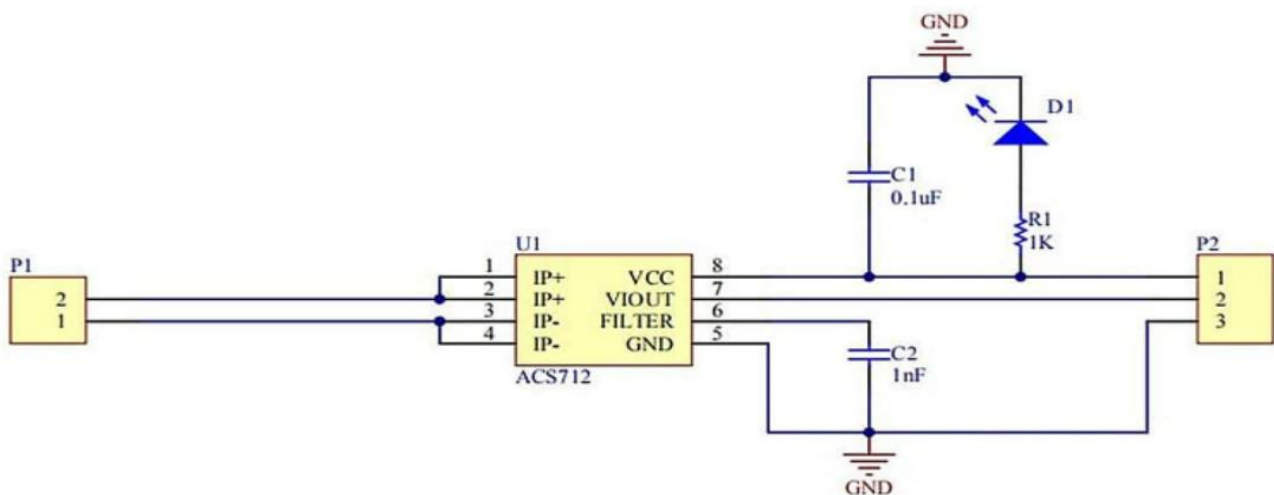 GND
D1
C1
0.1uF
R1
1K
U1
P1
P2
1 IP+ VCC 8
2 IP+ VIOUT 7
3 IP- FILTER 6
4 IP- GND 5
ACS712
2
1
1
2
3
C2
1nF
GND